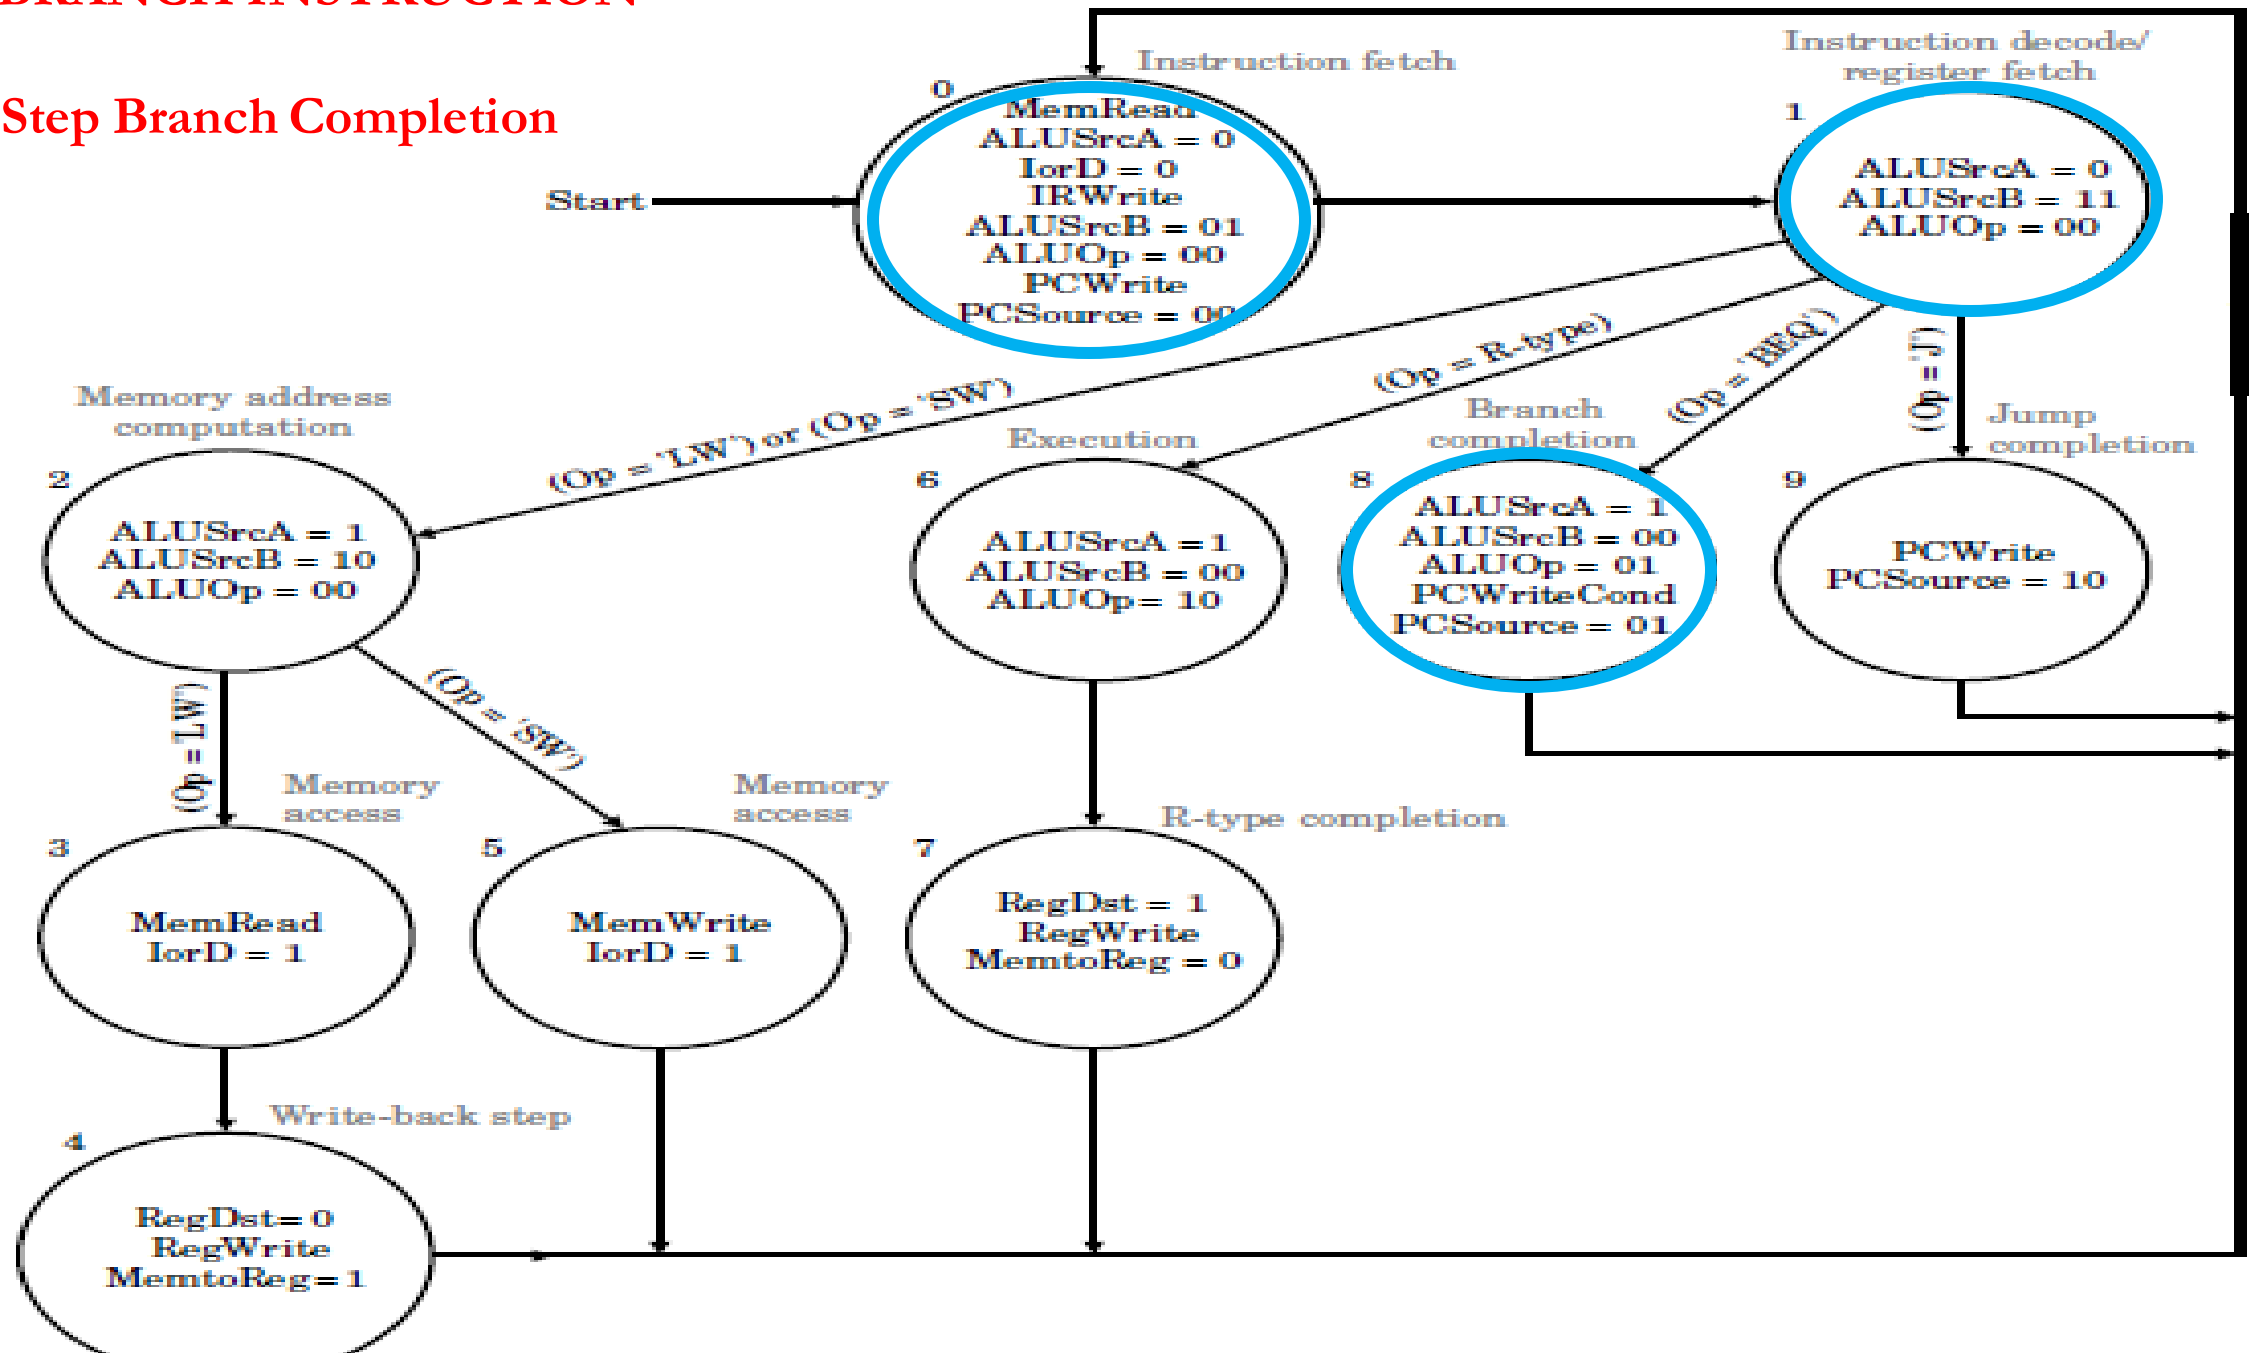 BRANCH INSTRUCTION
Step Branch Completion
Start
0
Instruction fetch
MemRead
ALUSrcA = 0
IorD = 0
IRWrite
ALUSrcB = 01
ALUOp = 00
PCWrite
PCSource = 00
Instruction decode/
register fetch
1
ALUSrcA = 0
ALUSrcB = 11
ALUOp = 00
(Op = 'LW') or (Op = 'SW')
(Op = R-type)
(Op = 'BEQ')
(Op = 'J')
Memory address
computation
2
ALUSrcA = 1
ALUSrcB = 10
ALUOp = 00
Execution
6
ALUSrcA =1
ALUSrcB = 00
ALUOp= 10
Branch
completion
8
ALUSrcA = 1
ALUSrcB = 00
ALUOp = 01
PCWriteCond
PCSource = 01
Jump
completion
9
PCWrite
PCSource = 10
(Op = 'LW')
(Op = 'SW')
Memory
access
3
MemRead
IorD = 1
Memory
access
5
MemWrite
IorD = 1
R-type completion
7
RegDst = 1
RegWrite
MemtoReg = 0
Write-back step
4
RegDst= 0
RegWrite
MemtoReg=1